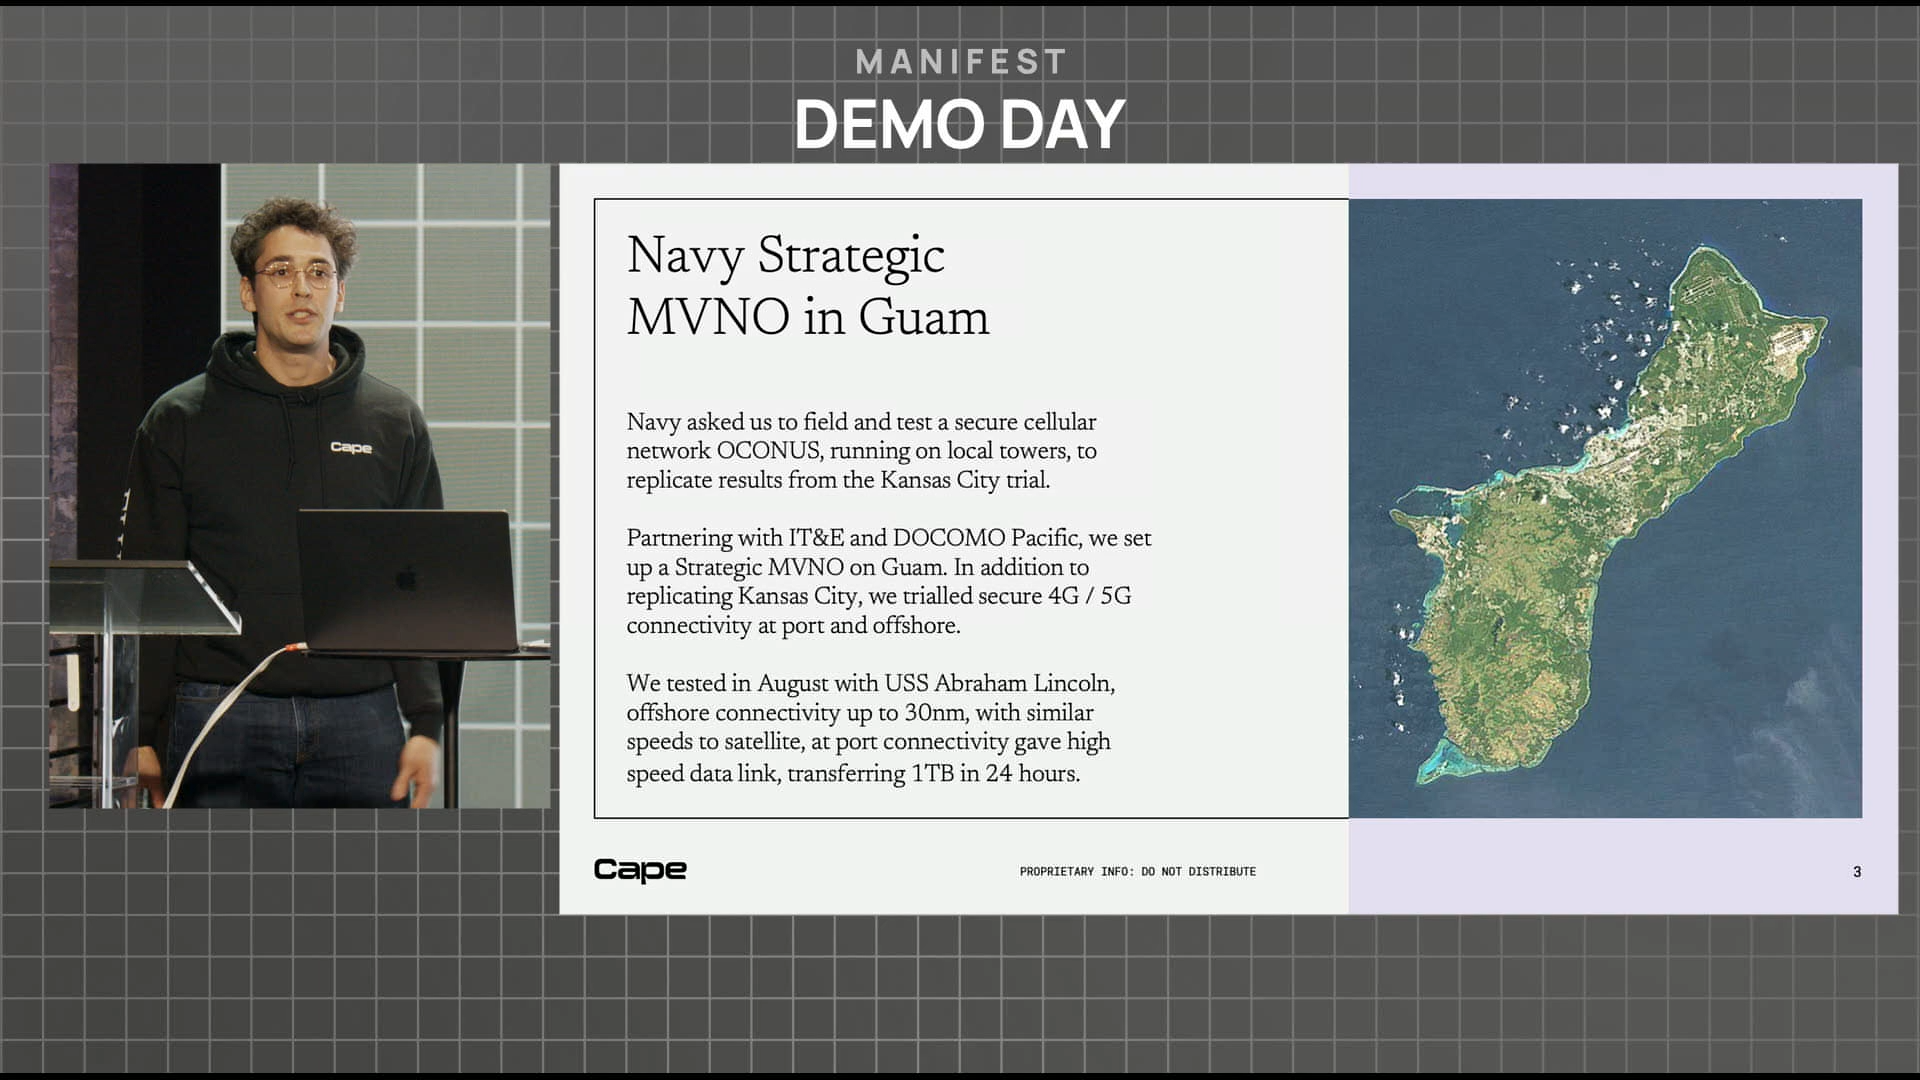 MANIFEST
DEMO DAY
Cape
Navy Strategic
MVNO in Guam
Navy asked us to field and test a secure cellular
network OCONUS, running on local towers, to
replicate results from the Kansas City trial.
Partnering with IT&E and DOCOMO Pacific, we set
up a Strategic MVNO on Guam. In addition to
replicating Kansas City, we trialled secure 4G / 5G
connectivity at port and offshore.
We tested in August with USS Abraham Lincoln,
offshore connectivity up to 30nm, with similar
speeds to satellite, at port connectivity gave high
speed data link, transferring 1TB in 24 hours.
Cape
PROPRIETARY INFO: DO NOT DISTRIBUTE
3